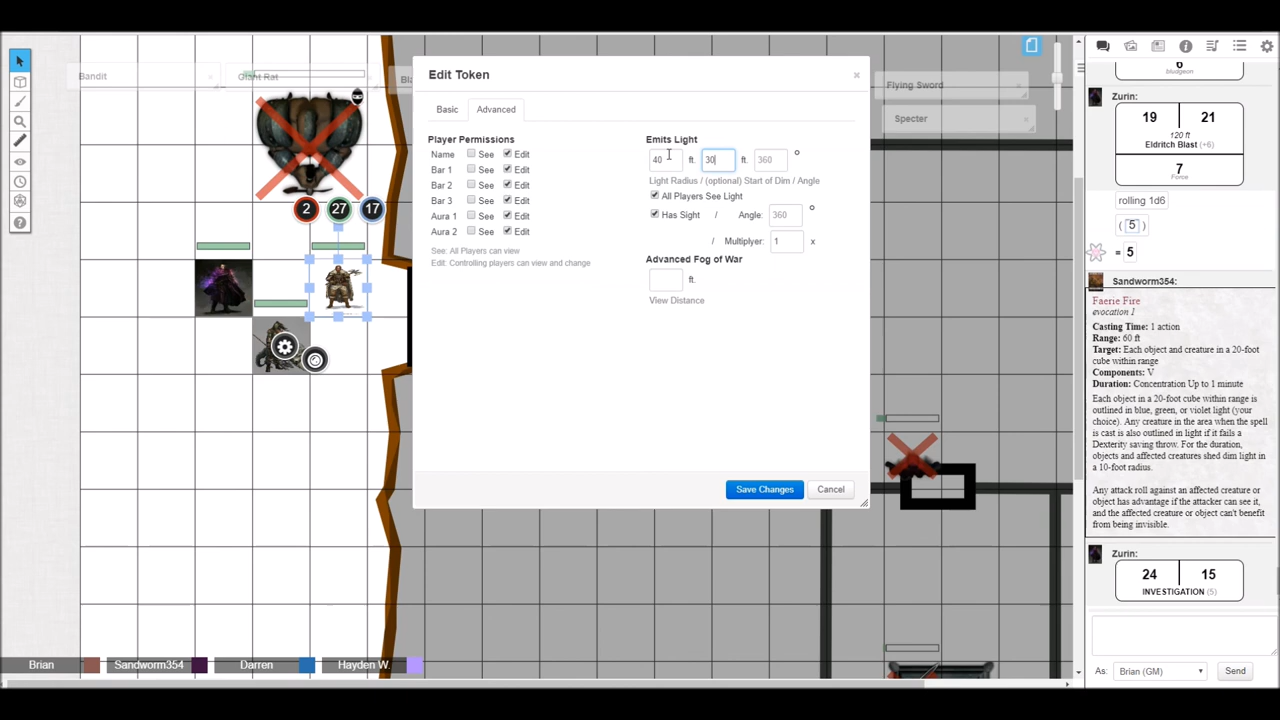 Bandit
Giant Rat
Bla
Flying Sword
Specter
2
27
17
Edit Token
×
Basic
Advanced
Player Permissions
Name See Edit
Bar 1 See Edit
Bar 2 See Edit
Bar 3 See Edit
Aura 1 See Edit
Aura 2 See Edit
See: All Players can view
Edit: Controlling players can view and change
Emits Light
40 ft. 30 ft. 360 °
Light Radius / (optional) Start of Dim / Angle
All Players See Light
Has Sight / Angle: 360 °
/ Multiplyer: 1 x
Advanced Fog of War
ft.
View Distance
Save Changes
Cancel
6
bludgeon
Zurin:
19 21
120 ft
Eldritch Blast (+6)
7
Force
rolling 1d6
( 5 )
= 5
Sandworm354:
Faerie Fire
evocation 1
Casting Time: 1 action
Range: 60 ft
Target: Each object and creature in a 20-foot
cube within range
Components: V
Duration: Concentration Up to 1 minute
Each object in a 20-foot cube within range is
outlined in blue, green, or violet light (your
choice). Any creature in the area when the spell
is cast is also outlined in light if it fails a
Dexterity saving throw. For the duration,
objects and affected creatures shed dim light in
a 10-foot radius.
Any attack roll against an affected creature or
object has advantage if the attacker can see it,
and the affected creature or object can't benefit
from being invisible.
Zurin:
24 15
INVESTIGATION (5)
As: Brian (GM)
Send
Brian
Sandworm354
Darren
Hayden W.